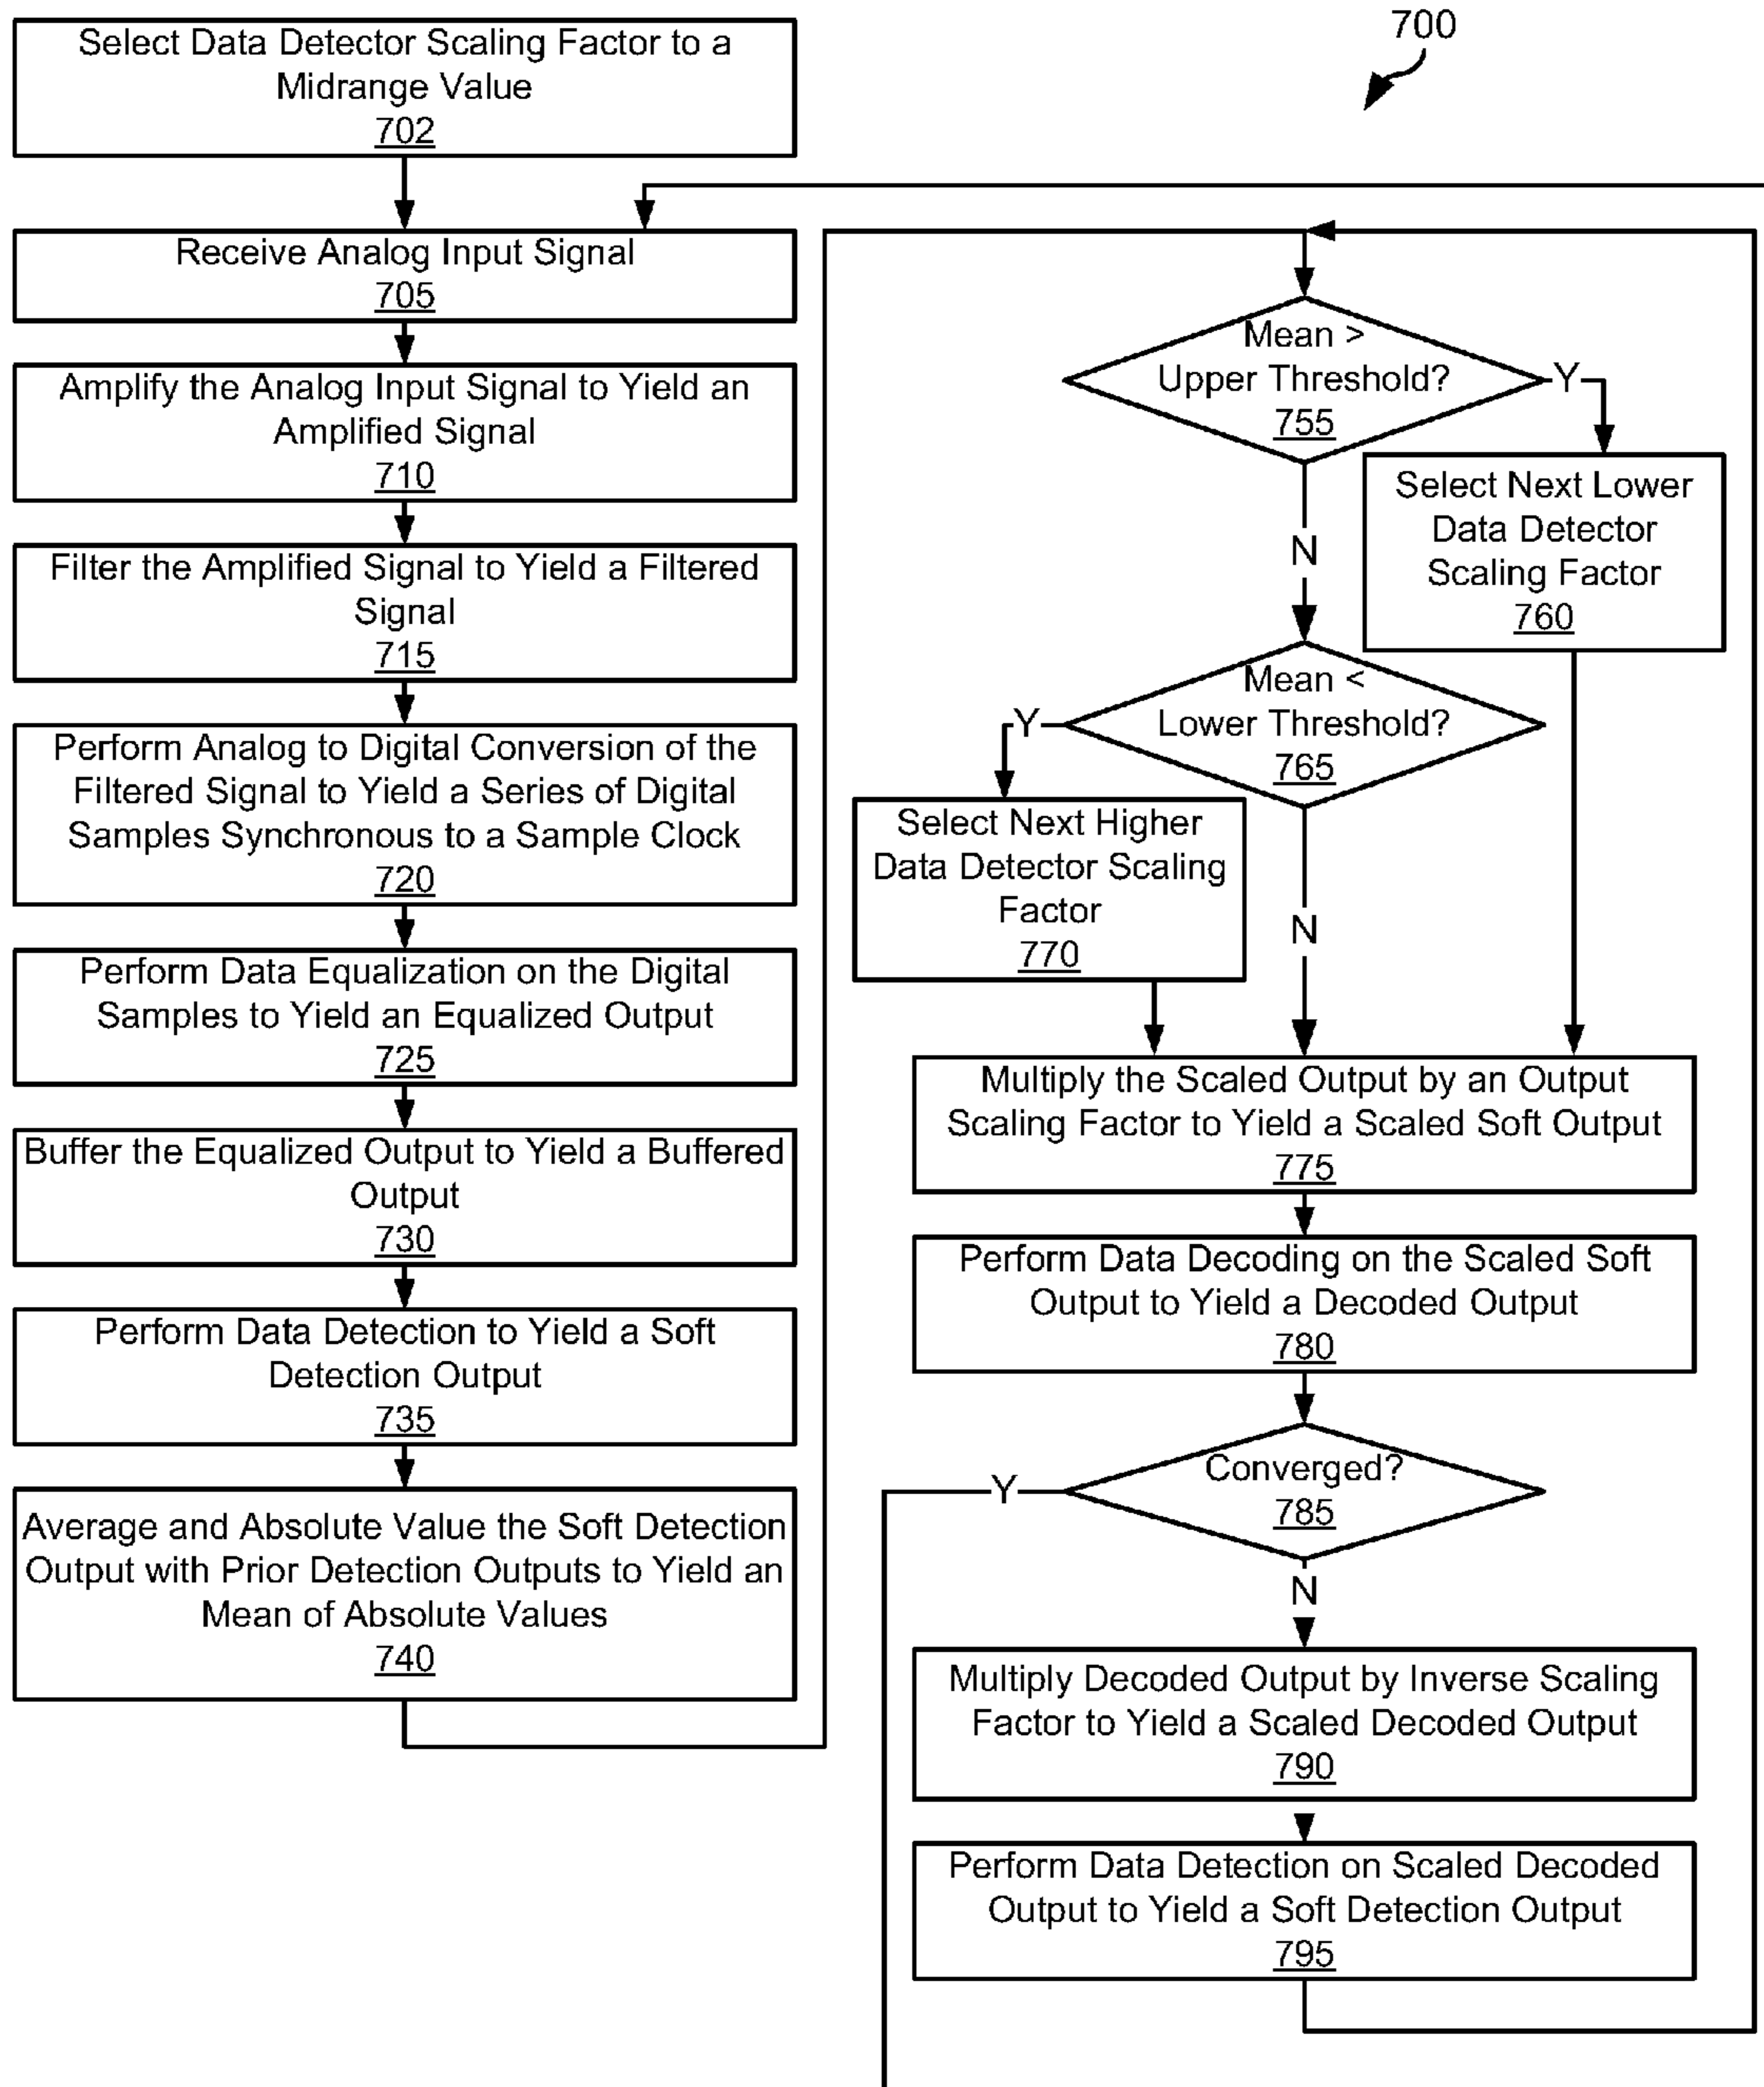 700
Select Data Detector Scaling Factor to a
Midrange Value
702
Receive Analog Input Signal
705
Amplify the Analog Input Signal to Yield an
Amplified Signal
710
Filter the Amplified Signal to Yield a Filtered
Signal
715
Perform Analog to Digital Conversion of the
Filtered Signal to Yield a Series of Digital
Samples Synchronous to a Sample Clock
720
Perform Data Equalization on the Digital
Samples to Yield an Equalized Output
725
Buffer the Equalized Output to Yield a Buffered
Output
730
Perform Data Detection to Yield a Soft
Detection Output
735
Average and Absolute Value the Soft Detection
Output with Prior Detection Outputs to Yield an
Mean of Absolute Values
740
Mean >
Upper Threshold?
755
Y
N
Select Next Lower
Data Detector
Scaling Factor
760
Mean <
Lower Threshold?
765
Y
N
Select Next Higher
Data Detector Scaling
Factor
770
Multiply the Scaled Output by an Output
Scaling Factor to Yield a Scaled Soft Output
775
Perform Data Decoding on the Scaled Soft
Output to Yield a Decoded Output
780
Converged?
785
Y
N
Multiply Decoded Output by Inverse Scaling
Factor to Yield a Scaled Decoded Output
790
Perform Data Detection on Scaled Decoded
Output to Yield a Soft Detection Output
795